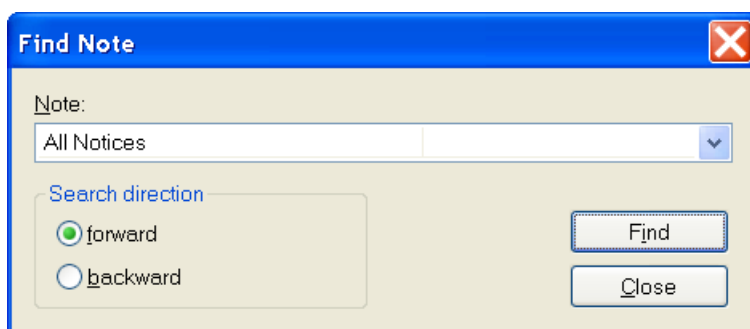 Find Note
Note:
All Notices
Search direction
forward
backward
Find
Close